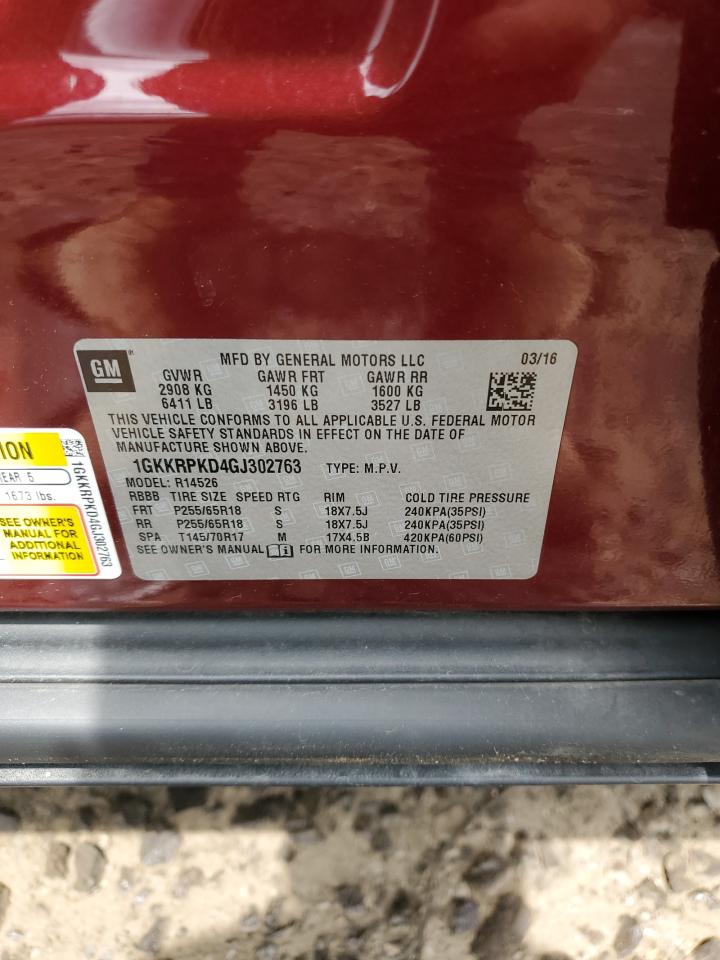 GM
MFD BY GENERAL MOTORS LLC 03/16
GVWR GAWR FRT GAWR RR
2908 KG 1450 KG 1600 KG
6411 LB 3196 LB 3527 LB
THIS VEHICLE CONFORMS TO ALL APPLICABLE U.S. FEDERAL MOTOR
VEHICLE SAFETY STANDARDS IN EFFECT ON THE DATE OF
MANUFACTURE SHOWN ABOVE.
1GKKRPKD4GJ302763 TYPE: M.P.V.
MODEL: R14526
RBBB TIRE SIZE SPEED RTG RIM COLD TIRE PRESSURE
FRT P255/65R18 S 18X7.5J 240KPA(35PSI)
RR P255/65R18 S 18X7.5J 240KPA(35PSI)
SPA T145/70R17 M 17X4.5B 420KPA(60PSI)
SEE OWNER'S MANUAL FOR MORE INFORMATION.
REAR 5
1673 lbs.
SEE OWNER'S
MANUAL FOR
ADDITIONAL
INFORMATION
1GKKRPKD4GJ302763